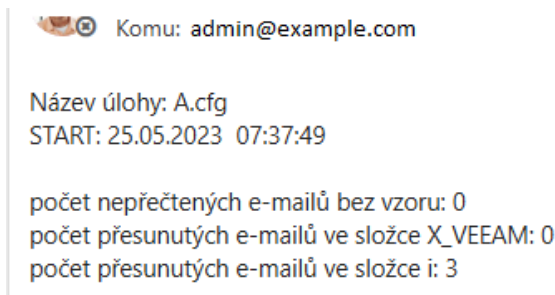 Komu: admin@example.com
Název úlohy: A.cfg
START: 25.05.2023 07:37:49
počet nepřečtených e-mailů bez vzoru: 0
počet přesunutých e-mailů ve složce X_VEEAM: 0
počet přesunutých e-mailů ve složce i: 3